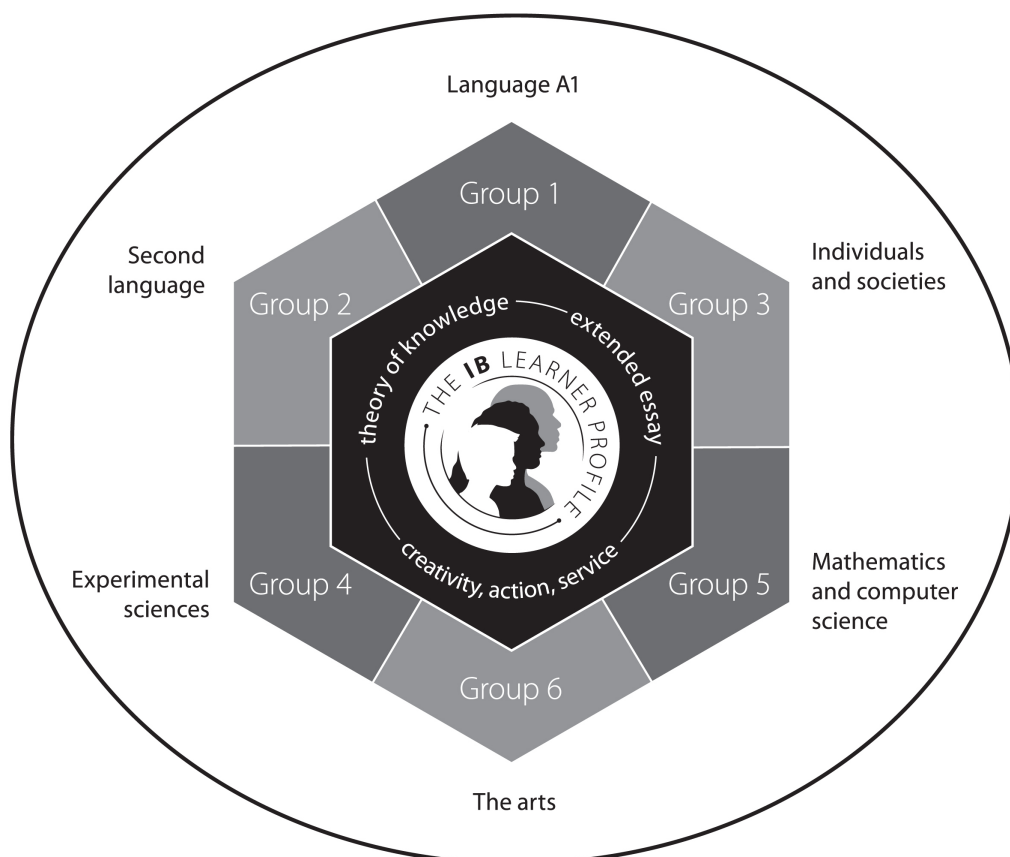 Language A1
Group 1
Second
language
Group 2
Individuals
and societies
Group 3
theory of knowledge
extended essay
THE IB LEARNER PROFILE
creativity, action, service
Experimental
sciences
Group 4
Mathematics
and computer
science
Group 5
Group 6
The arts